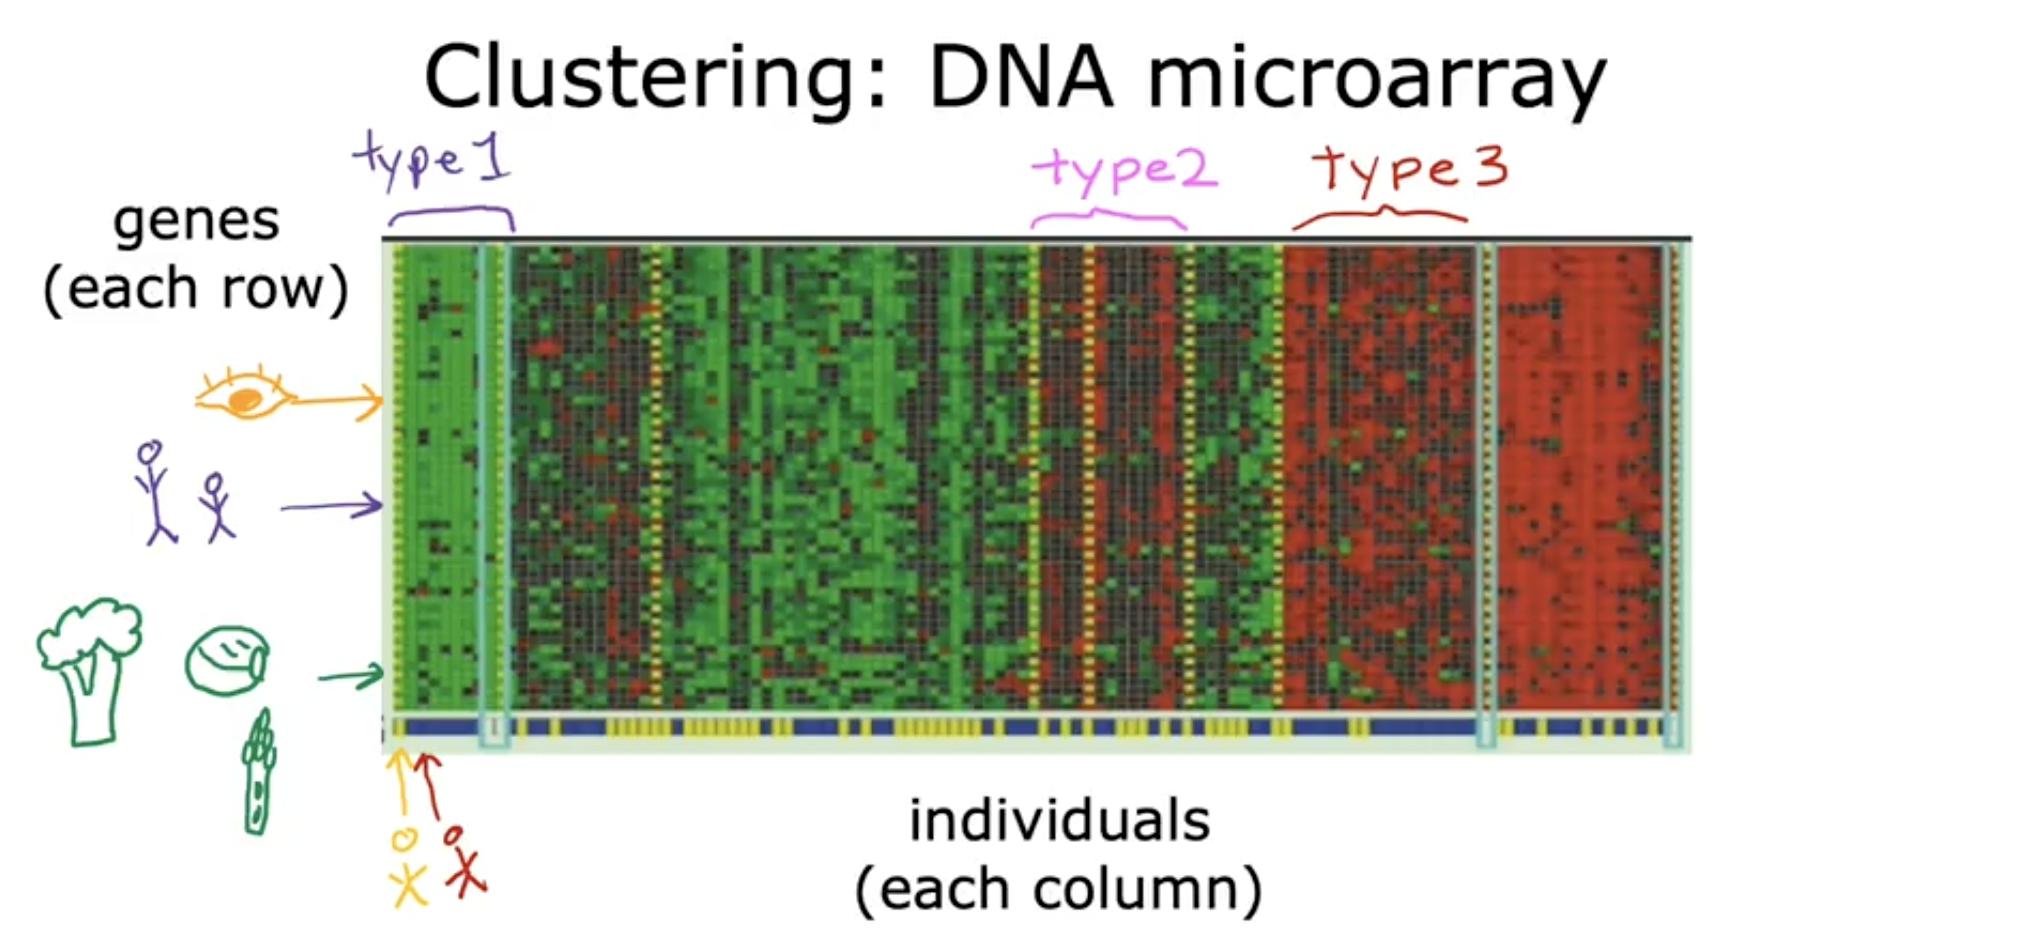 Clustering: DNA microarray
type 1
type2
type 3
genes
(each row)
individuals
(each column)